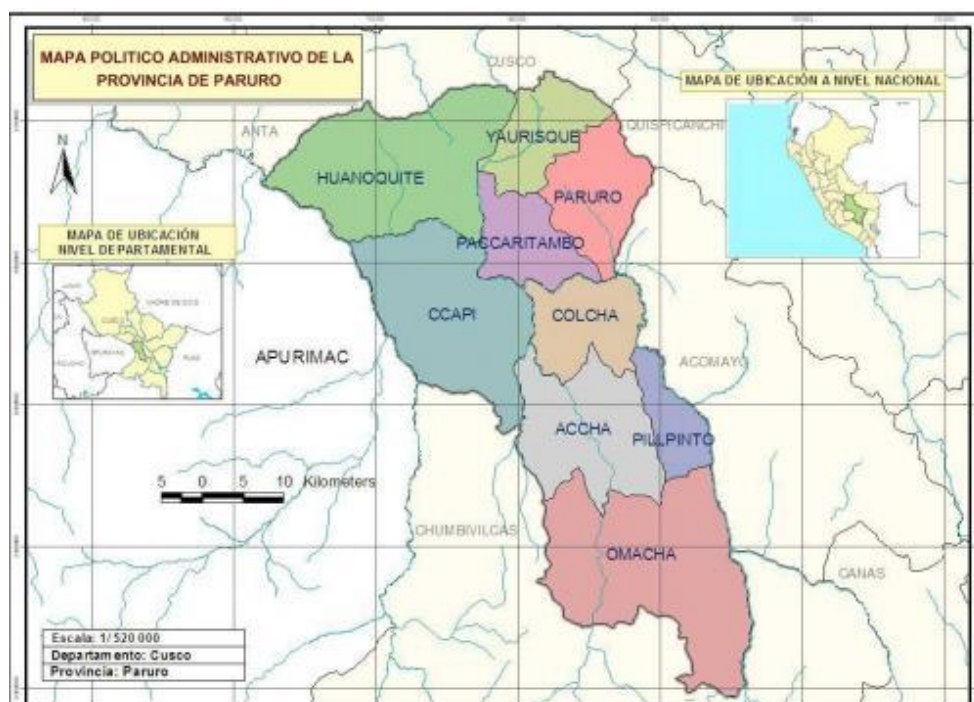 MAPA POLITICO ADMINISTRATIVO DE LA
PROVINCIA DE PARURO
CUSCO
MAPA DE UBICACIÓN A NIVEL NACIONAL
ANTA
QUISPICANCHI
N
YAURISQUE
HUANOQUITE
PARURO
MAPA DE UBICACIÓN
NIVEL DE PARTAMENTAL
PACCARITAMBO
CCAPI
COLCHA
APURIMAC
ACOMAYO
ACCHA
PILLPINTO
5 0 5 10 Kilometers
CHUMBIVILCAS
OMACHA
CANAS
Escala: 1/520 000
Departamento: Cusco
Provincia: Paruro